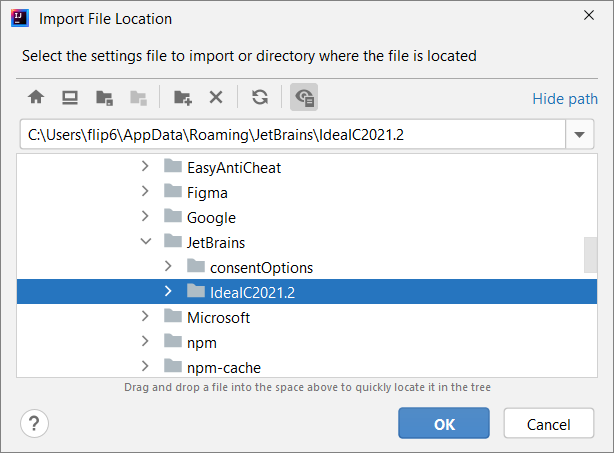 IJ
Import File Location
Select the settings file to import or directory where the file is located
Hide path
C:\Users\flip6\AppData\Roaming\JetBrains\IdeaIC2021.2
EasyAntiCheat
Figma
Google
JetBrains
consentOptions
IdeaIC2021.2
Microsoft
npm
npm-cache
Drag and drop a file into the space above to quickly locate it in the tree
?
OK
Cancel